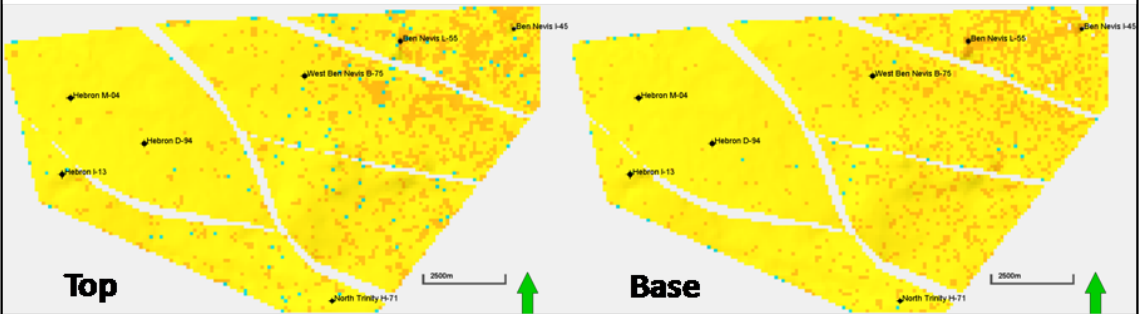 Ben Nevis I-45
Ben Nevis L-55
West Ben Nevis B-75
Hebron M-04
Hebron D-94
Hebron I-13
2500m
Top
North Trinity H-71
Ben Nevis I-45
Ben Nevis L-55
West Ben Nevis B-75
Hebron M-04
Hebron D-94
Hebron I-13
2500m
Base
North Trinity H-71